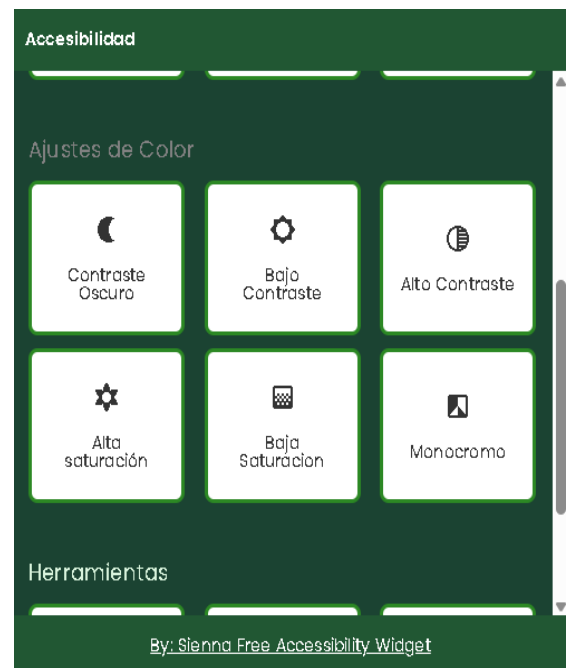 Accesibilidad
Ajustes de Color
Contraste
Oscuro
Bajo
Contraste
Alto Contraste
Alta
saturación
Baja
Saturacion
Monocromo
Herramientas
By: Sienna Free Accessibility Widget